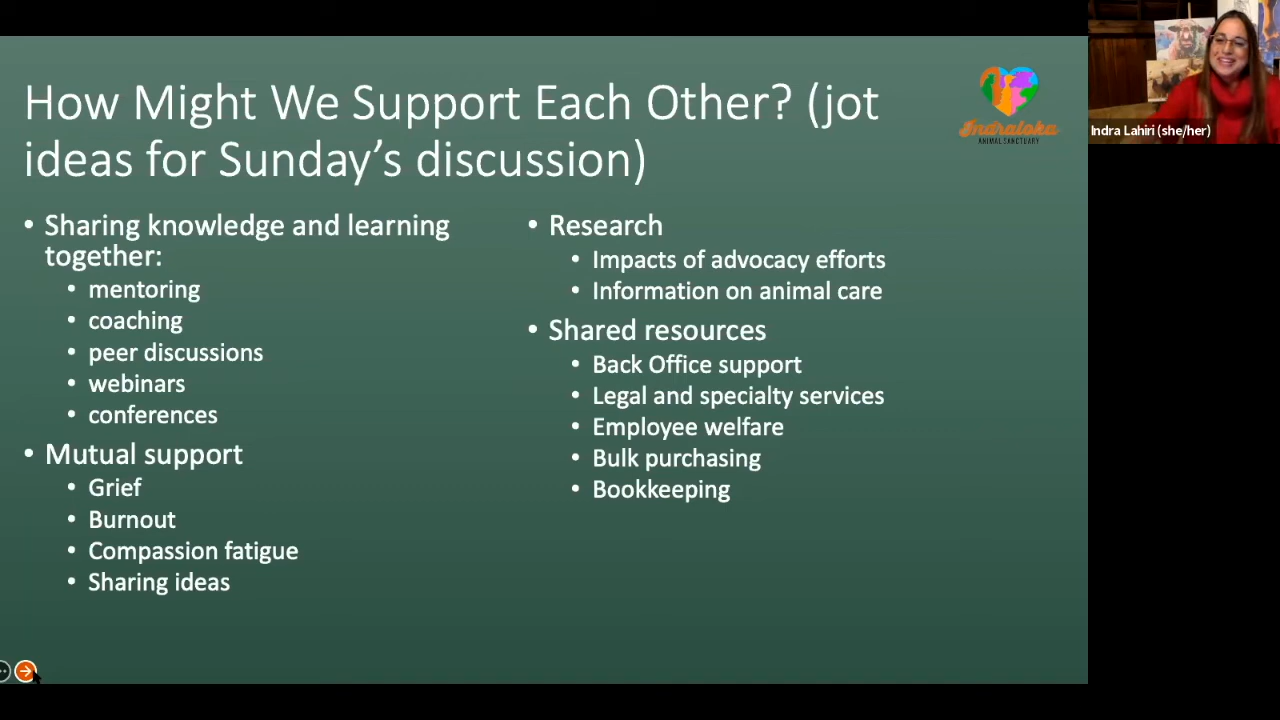 How Might We Support Each Other? (jot
ideas for Sunday's discussion)
Indraloka
ANIMAL SANCTUARY
Indra Lahiri (she/her)
• Sharing knowledge and learning
together:
• mentoring
• coaching
• peer discussions
• webinars
• conferences
• Mutual support
• Grief
• Burnout
• Compassion fatigue
• Sharing ideas
• Research
• Impacts of advocacy efforts
• Information on animal care
• Shared resources
• Back Office support
• Legal and specialty services
• Employee welfare
• Bulk purchasing
• Bookkeeping